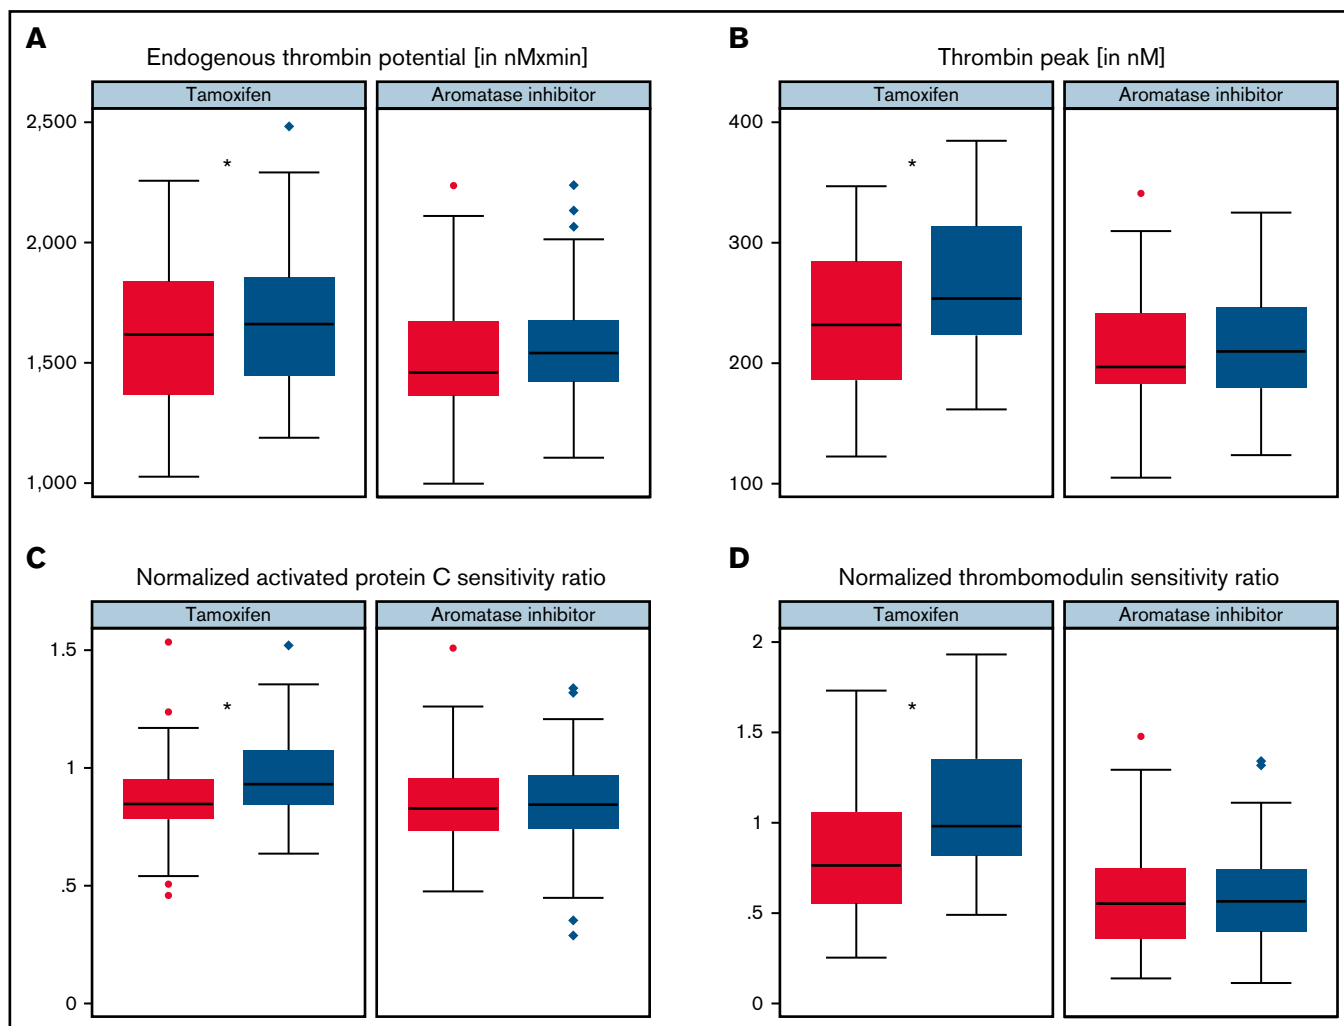 A
Endogenous thrombin potential [in nMxmin]
Tamoxifen
Aromatase inhibitor
2,500
2,000
1,500
1,000
*
B
Thrombin peak [in nM]
Tamoxifen
Aromatase inhibitor
400
300
200
100
*
C
Normalized activated protein C sensitivity ratio
Tamoxifen
Aromatase inhibitor
1.5
1
.5
0
*
D
Normalized thrombomodulin sensitivity ratio
Tamoxifen
Aromatase inhibitor
2
1.5
1
.5
0
*